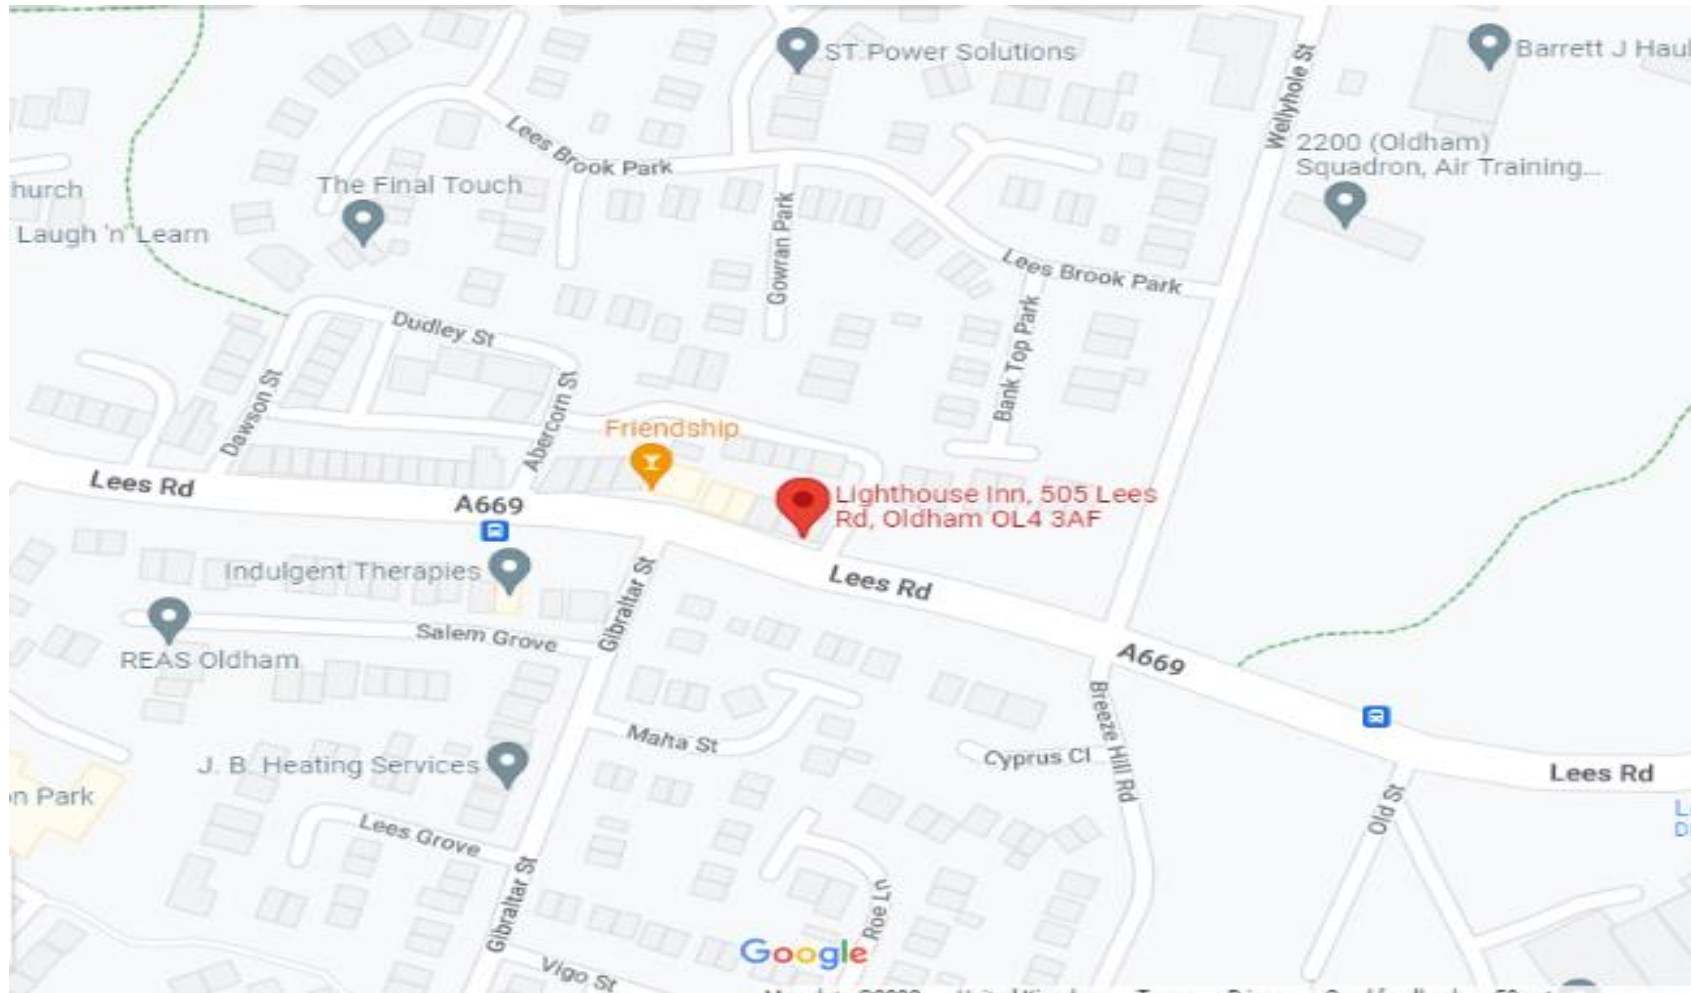 ST Power Solutions
Barrett J Haul
Wellyhole St
2200 (Oldham)
Squadron, Air Training...
Lees Brook Park
hurch
The Final Touch
Laugh 'n' Learn
Gowran Park
Lees Brook Park
Bank Top Park
Dudley St
Dawson St
Abercorn St
Friendship
Lees Rd
A669
Lighthouse Inn, 505 Lees
Rd, Oldham OL4 3AF
Indulgent Therapies
Gibraltar St
Lees Rd
Salem Grove
REAS Oldham
A669
Breeze Hill Rd
Malta St
Cyprus Cl
J. B. Heating Services
Lees Rd
n Park
Old St
Lees Grove
Gibraltar St
Roe Ln
Google
Vigo St